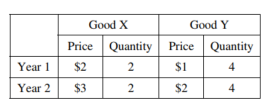 Good X Good Y
Price Quantity Price Quantity
Year 1 $2 2 $1 4
Year 2 $3 2 $2 4